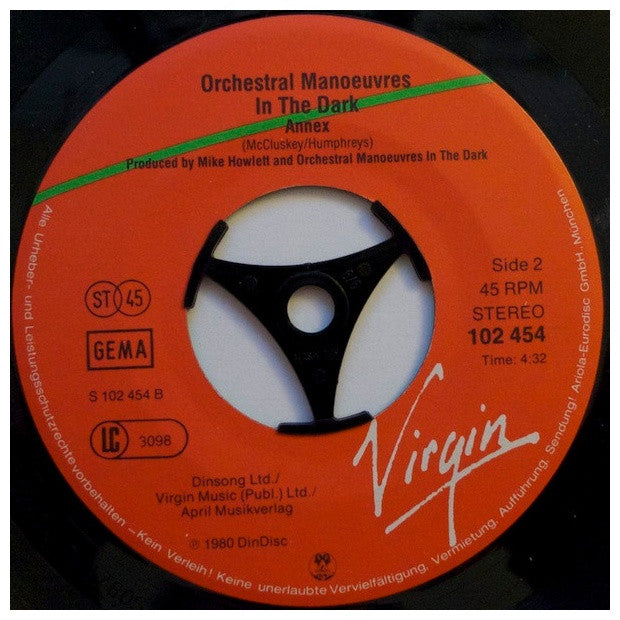 Orchestral Manoeuvres
In The Dark
Annex
(McCluskey/Humphreys)
Produced by Mike Howlett and Orchestral Manoeuvres In The Dark
ST 45
GEMA
S 102 454 B
LC 3098
Side 2
45 RPM
STEREO
102 454
Time: 4:32
Virgin
Dinsong Ltd./
Virgin Music (Publ.) Ltd./
April Musikverlag
℗ 1980 DinDisc
Alle Urheber- und Leistungsschutzrechte vorbehalten – Kein Verleih! Keine unerlaubte Vervielfältigung, Vermietung, Aufführung, Sendung! Ariola-Eurodisc GmbH, München